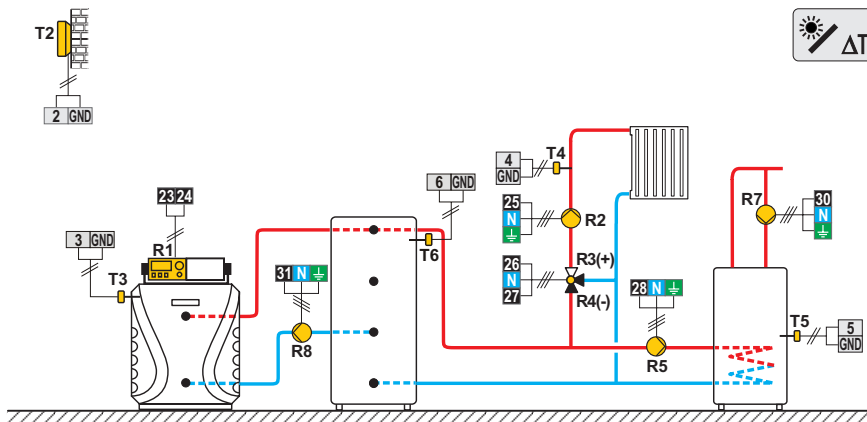 T2
ΔT
2 GND
4 GND
T4
6 GND
23 24
25 N
R2
R7
30 N
3 GND
R1
T3
T6
31 N
R3(+)
26 N 27
R4(-)
28 N
T5
5 GND
R8
R5